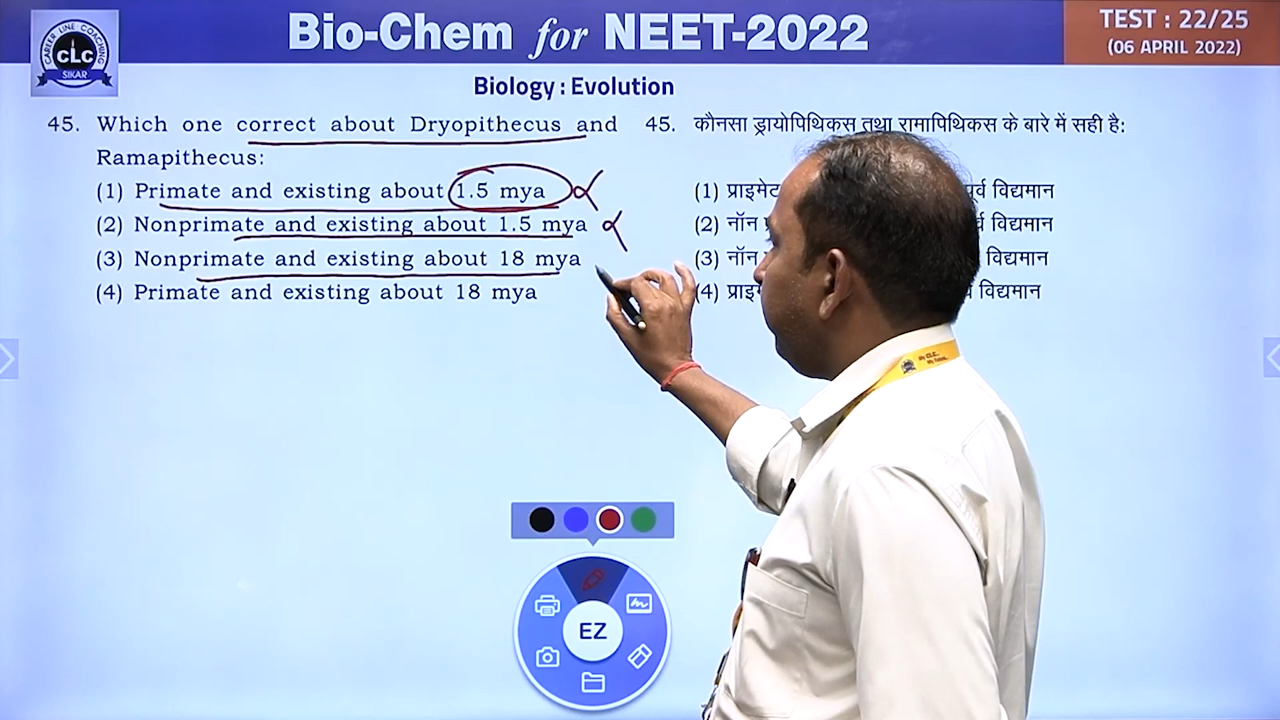 CAREER LINE COACHING
CLC
SIKAR
Bio-Chem for NEET-2022
TEST : 22/25
(06 APRIL 2022)
Biology : Evolution
45. Which one correct about Dryopithecus and
Ramapithecus:
(1) Primate and existing about 1.5 mya
(2) Nonprimate and existing about 1.5 mya
(3) Nonprimate and existing about 18 mya
(4) Primate and existing about 18 mya
45. कौनसा ड्रायोपिथिकस तथा रामापिथिकस के बारे में सही है:
(1) प्राइमेट विद्यमान
(2) नॉन विद्यमान
(3) नॉन विद्यमान
(4) विद्यमान
EZ